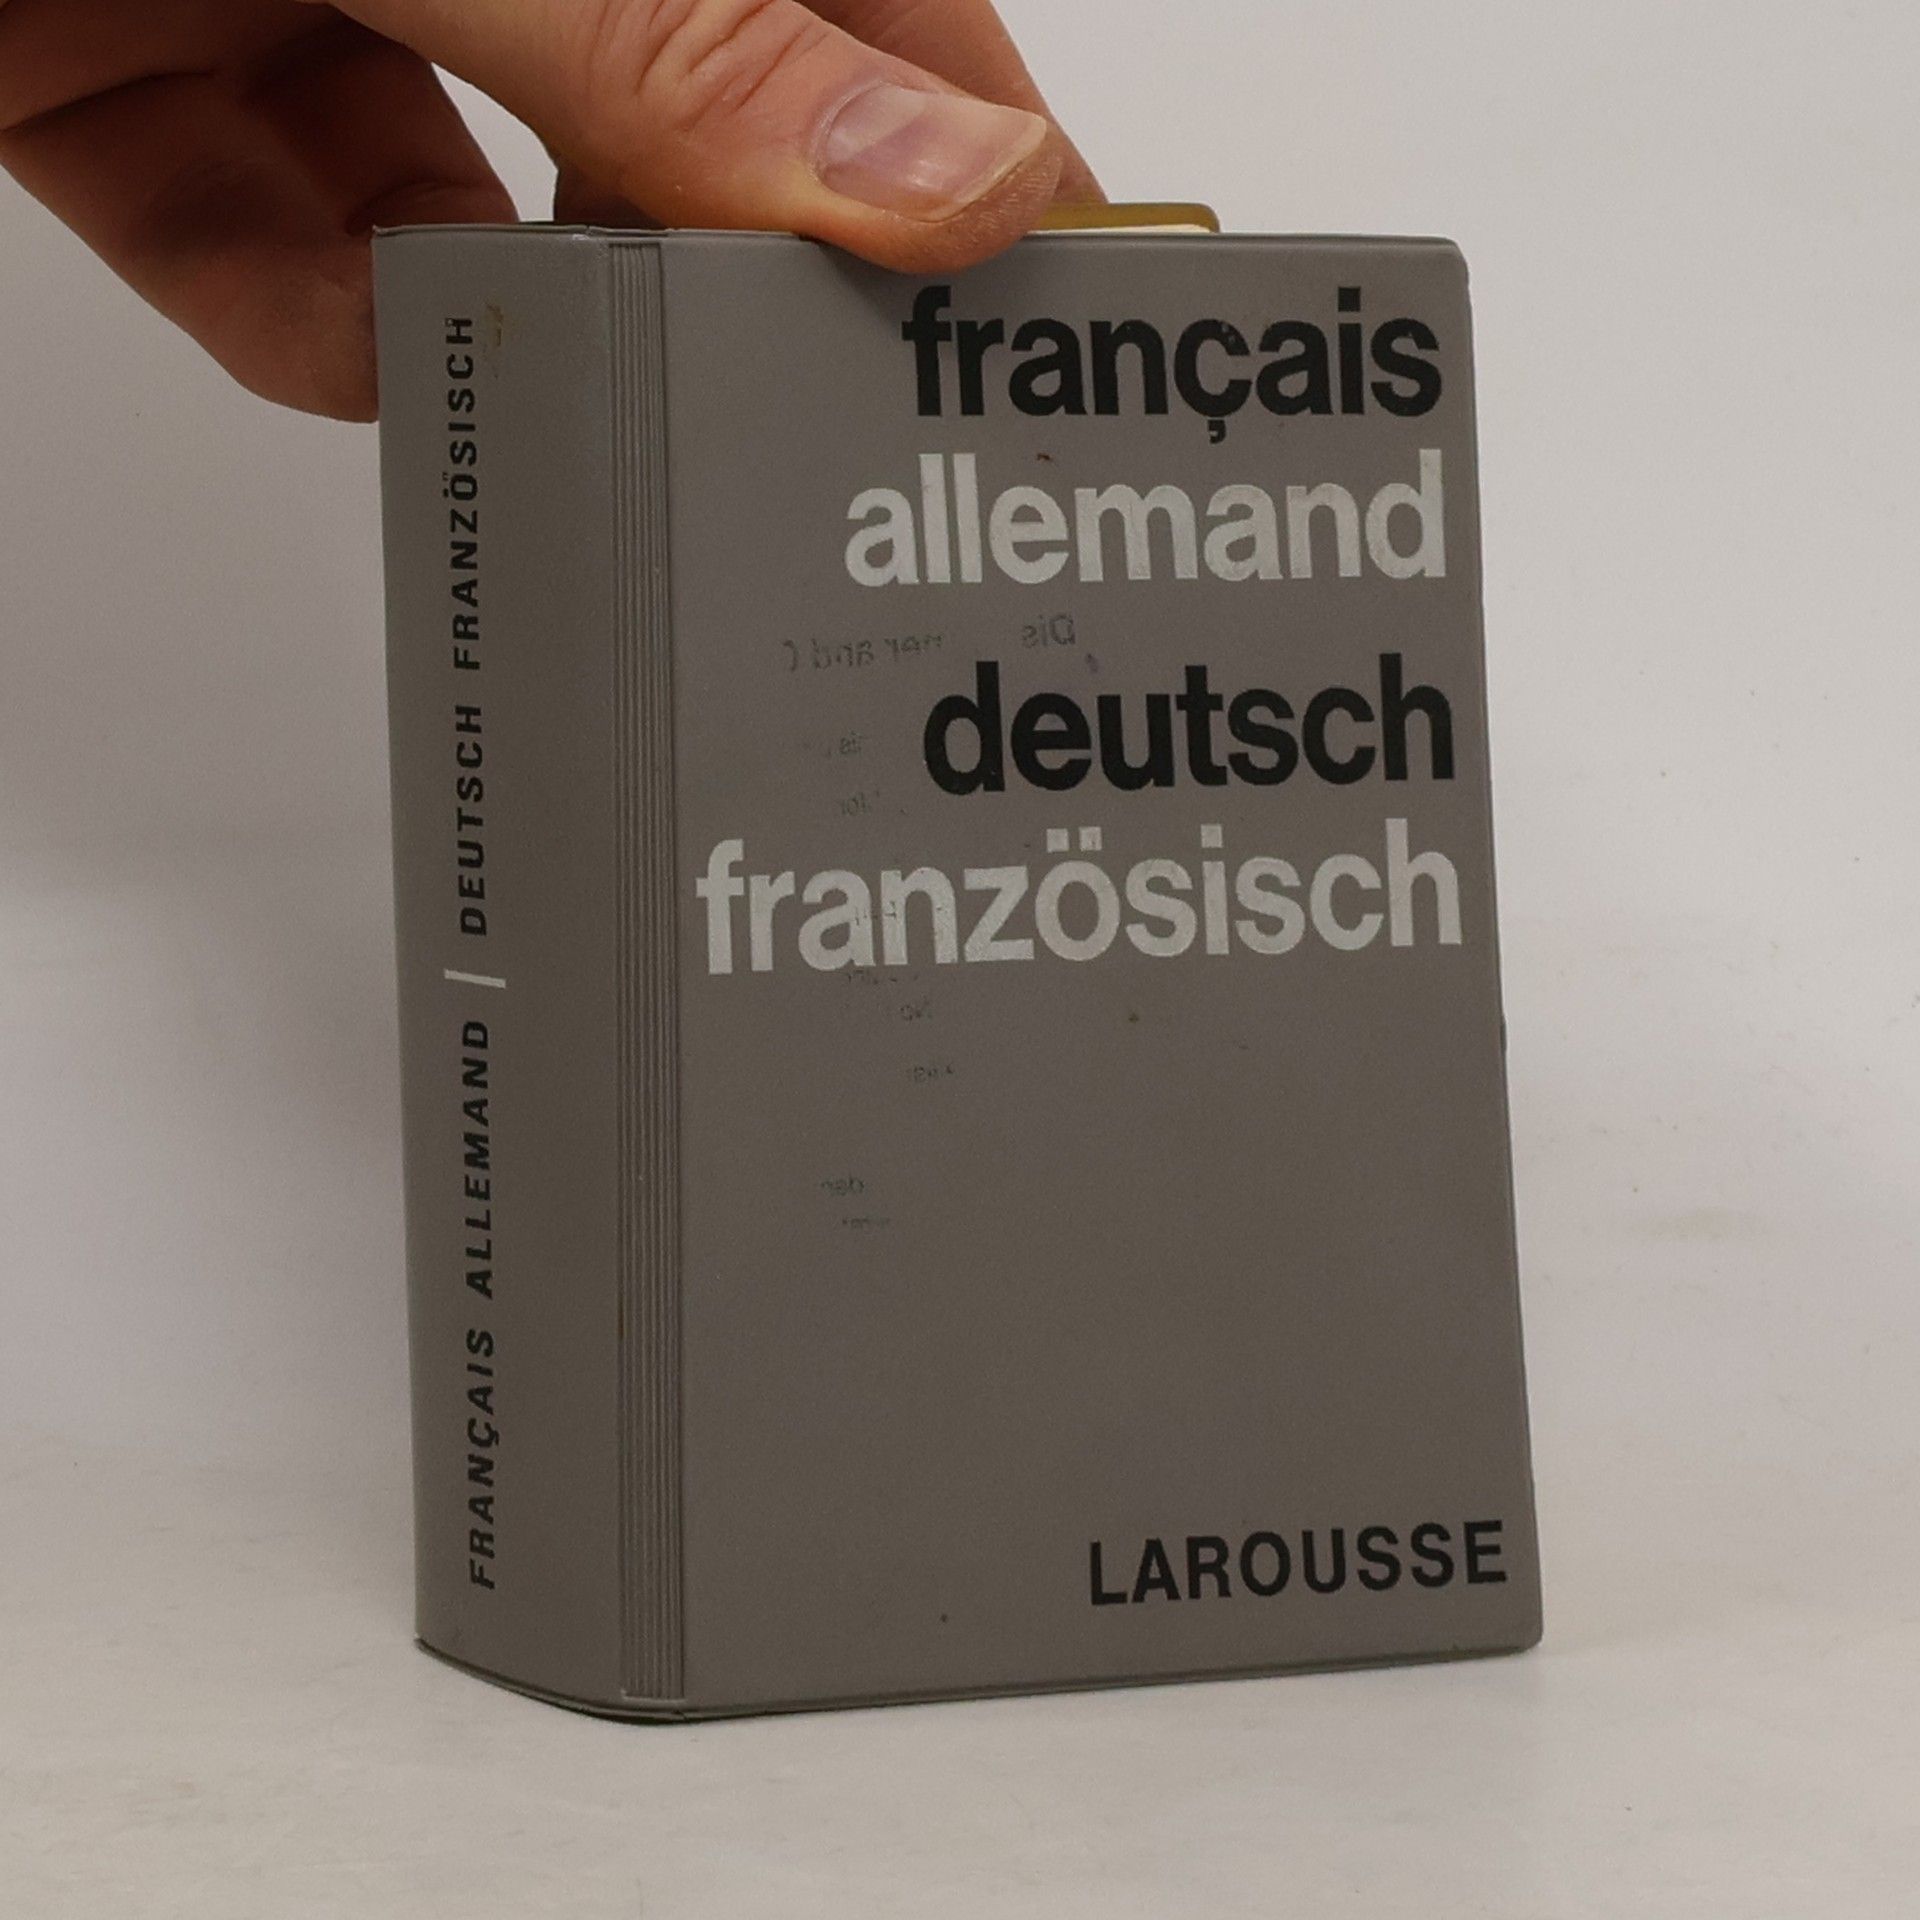 FRANÇAIS ALLEMAND | DEUTSCH FRANZÖSISCH
français
allemand
deutsch
französisch
LAROUSSE